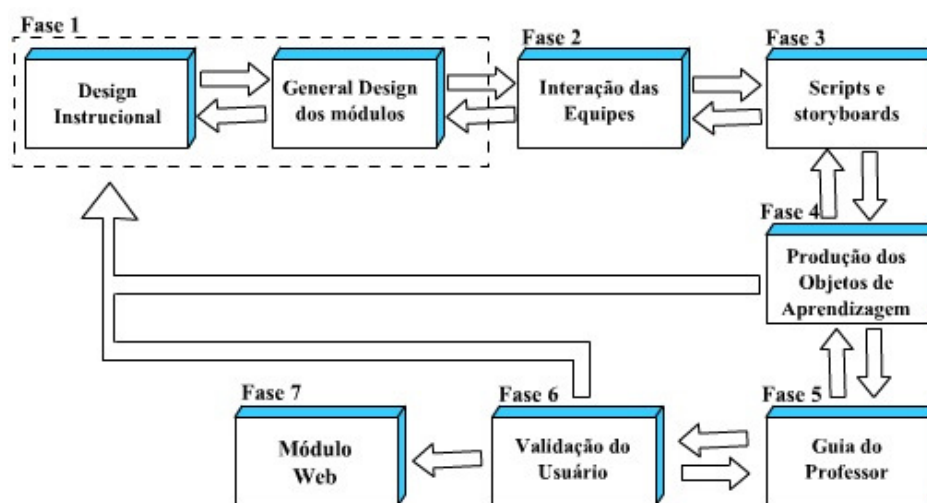 Fase 1
Design
Instrucional
General Design
dos módulos
Fase 2
Interação das
Equipes
Fase 3
Scripts e
storyboards
Fase 4
Produção dos
Objetos de
Aprendizagem
Fase 5
Guia do
Professor
Fase 6
Validação do
Usuário
Fase 7
Módulo
Web